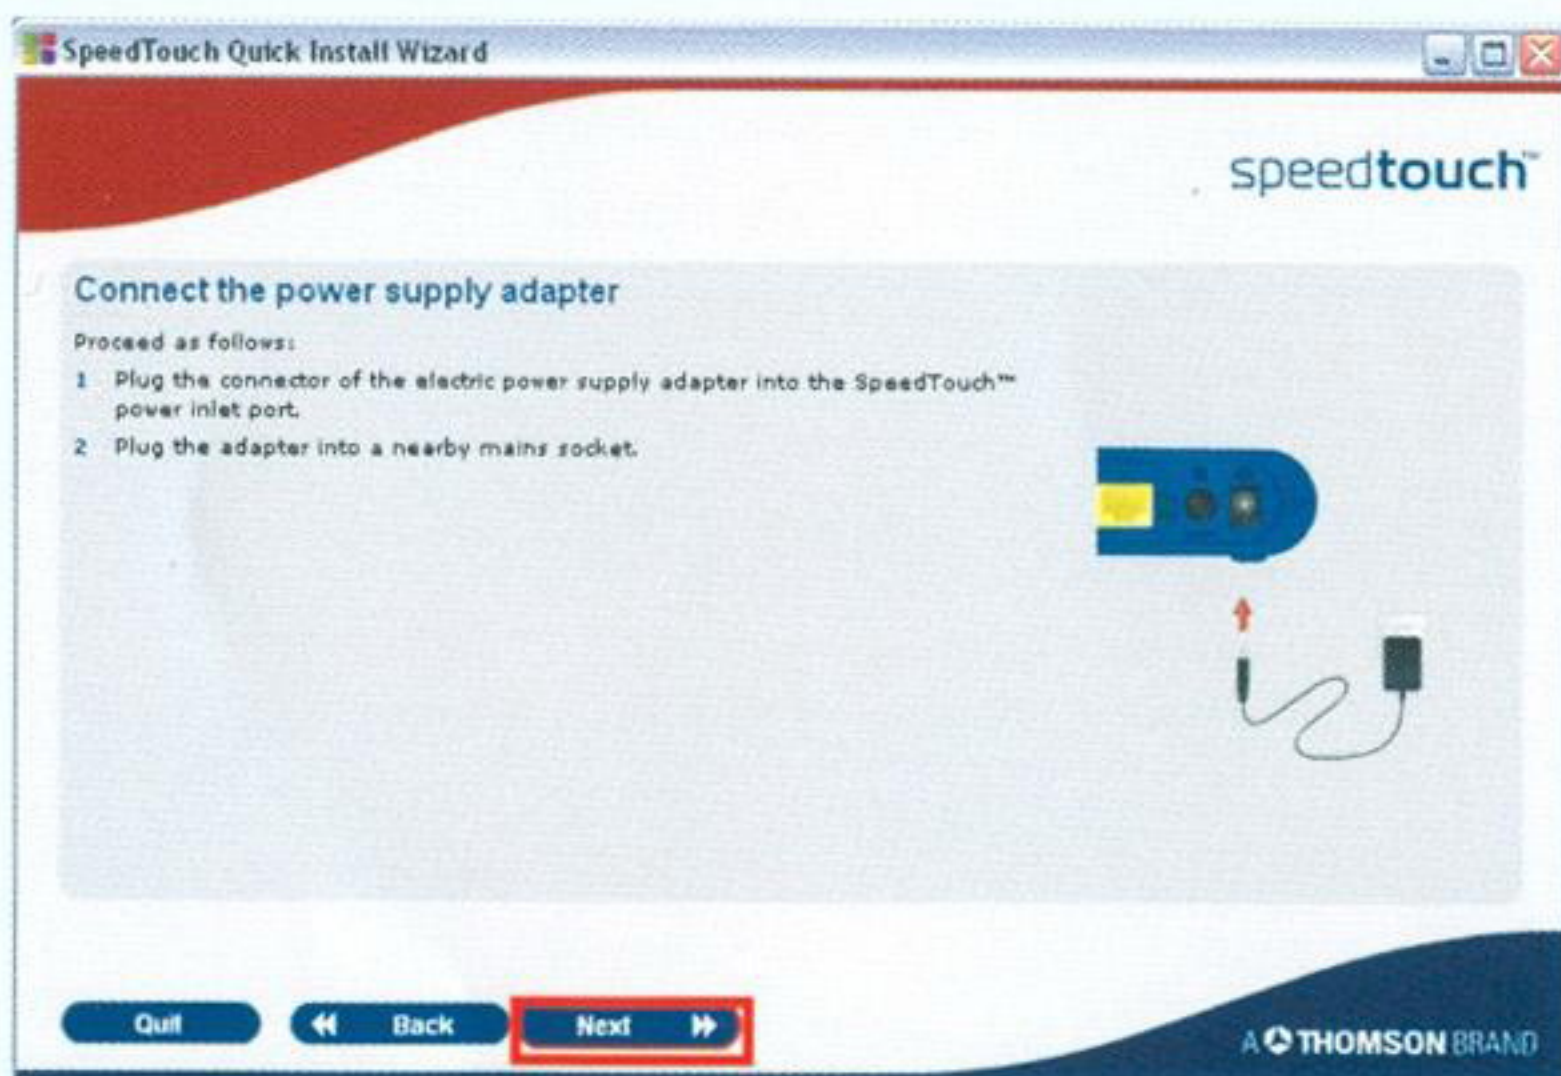 SpeedTouch Quick Install Wizard
speedtouch™
Connect the power supply adapter
Proceed as follows:
1 Plug the connector of the electric power supply adapter into the SpeedTouch™
power inlet port.
2 Plug the adapter into a nearby mains socket.
Quit Back Next
A THOMSON BRAND